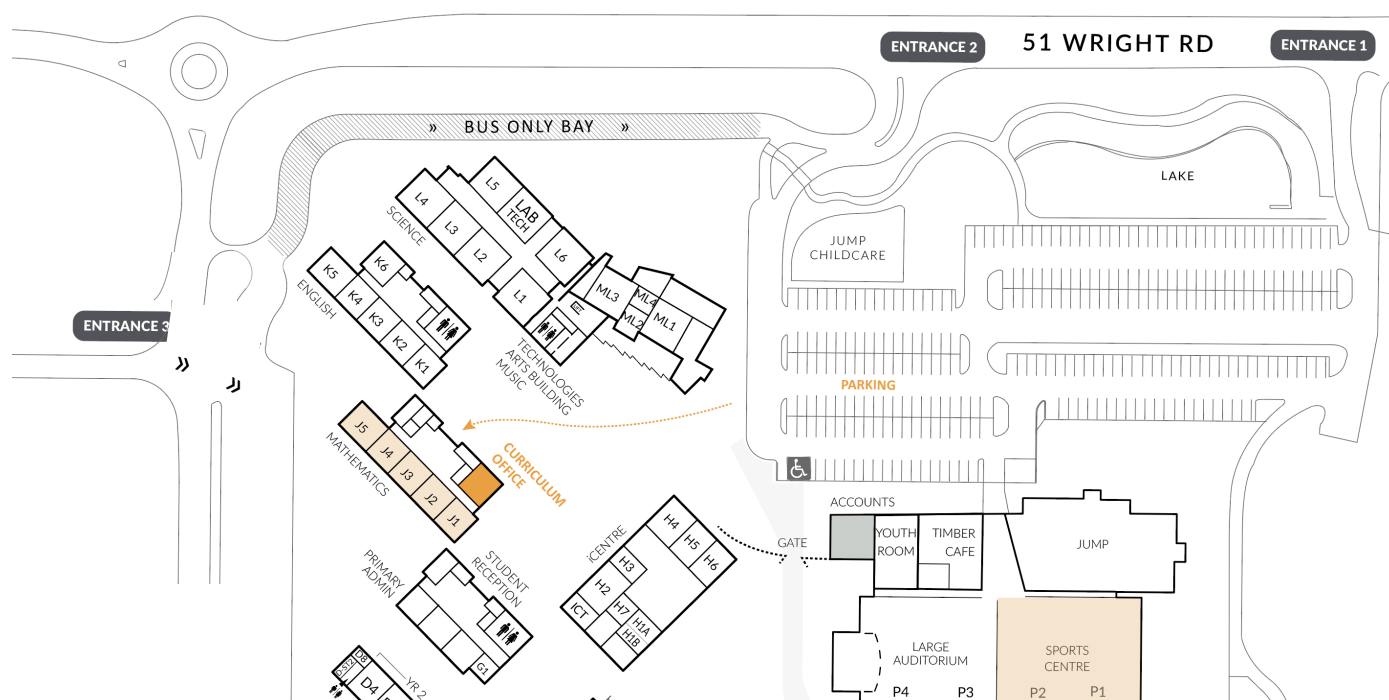 ENTRANCE 2
51 WRIGHT RD
ENTRANCE 1
» BUS ONLY BAY »
LAKE
L5
L4
LAB
TECH
L3
L6
L2
L1
SCIENCE
JUMP
CHILDCARE
K6
K5
K4
K3
K2
K1
ENGLISH
ML3
ML4
ML2
ML1
TECHNOLOGIES
ARTS BUILDING
MUSIC
ENTRANCE 3
»
»
PARKING
J5
J4
J3
J2
J1
MATHEMATICS
CURRICULUM
OFFICE
ACCOUNTS
YOUTH
ROOM
TIMBER
CAFE
JUMP
GATE
iCENTRE
H4
H5
H6
H3
H2
H7
H1A
H1B
ICT
PRIMARY
ADMIN
STUDENT
RECEPTION
G1
LARGE
AUDITORIUM
SPORTS
CENTRE
P4
P3
P2
P1
D8
D-ST2
D4
YR 2